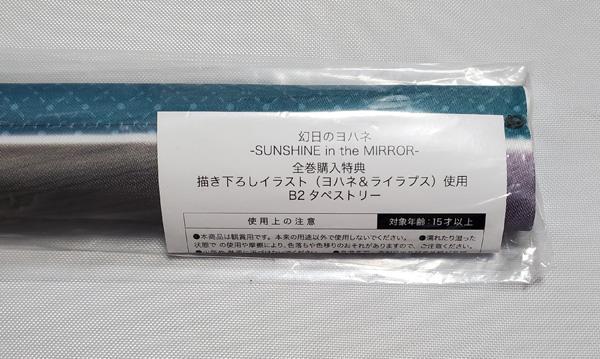 幻日のヨハネ
-SUNSHINE in the MIRROR-
全巻購入特典
描き下ろしイラスト（ヨハネ＆ライラプス）使用
B2 タペストリー
使用上の注意
対象年齢：15才以上
●本商品は観賞用です。本来の用途以外で使用しないでください。 ●濡れたり湿った
状態での使用や摩擦により、色落ちや色移りのおそれがありますので、ご注意ください。